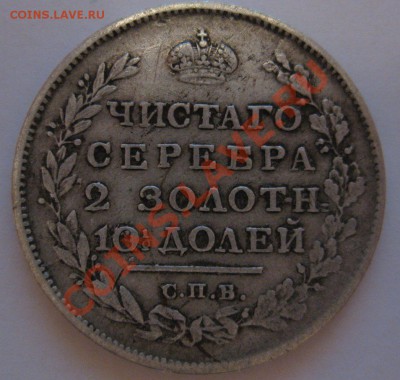 COINS.LAVE.RU
ЧИСТАГО
СЕРЕБРА
2 ЗОЛОТН
10½ ДОЛЕЙ
С.П.Б.
COINS.LAVE.RU